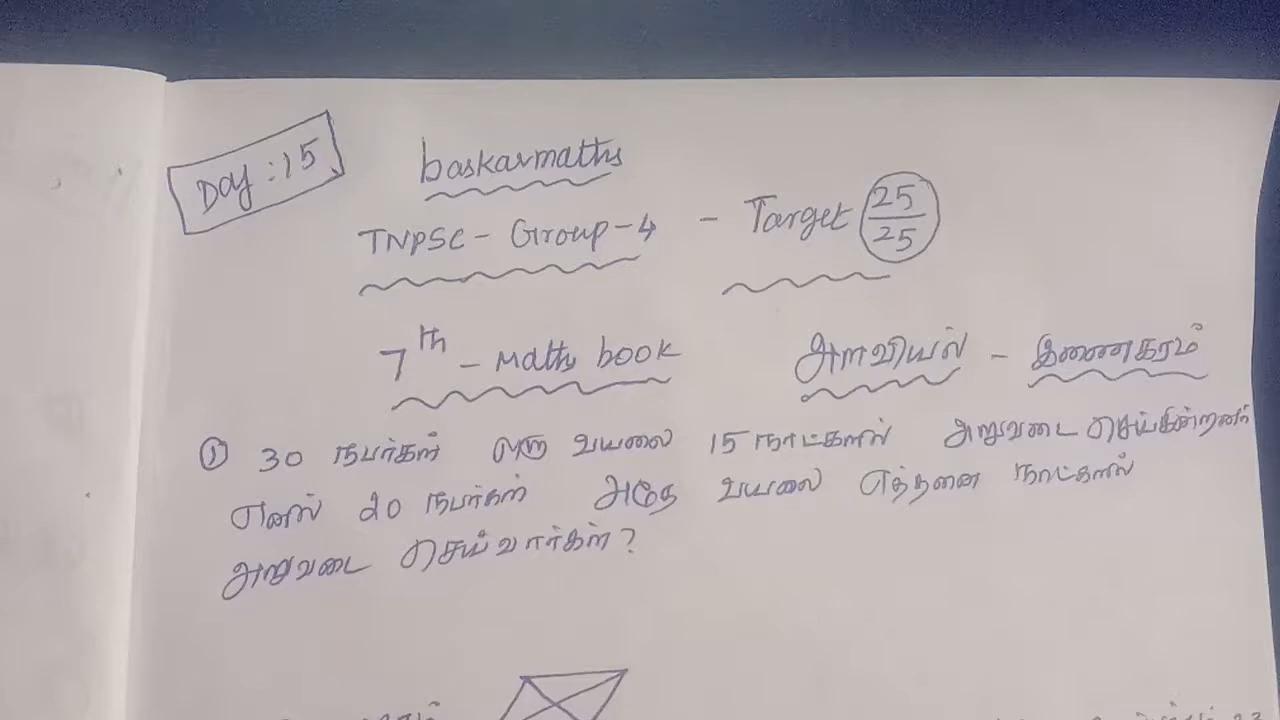 Day : 15
baskarmaths
TNPSC - Group - 4 - Target 25/25
7th - Maths book அளவியல் - இணைகரம்
① 30 நபர்கள் ஒரு வயலை 15 நாட்களில் அறுவடை செய்கின்றனர்
எனில் 20 நபர்கள் அதே வயலை எத்தனை நாட்களில்
அறுவடை செய்வார்கள்?